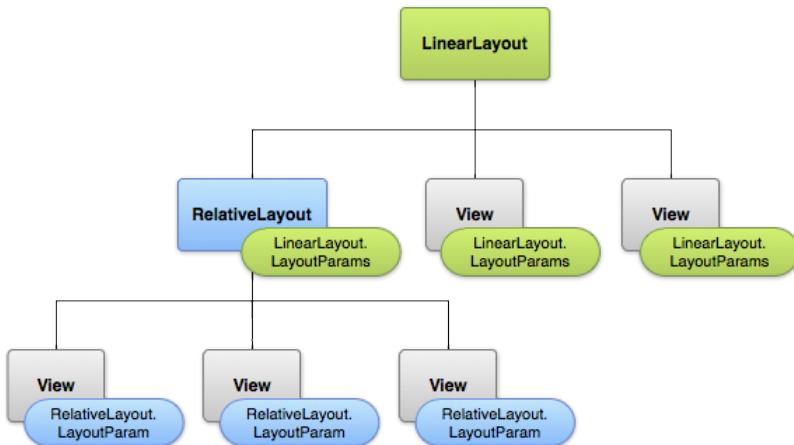 LinearLayout
RelativeLayout
LinearLayout.
LayoutParams
View
LinearLayout.
LayoutParams
View
LinearLayout.
LayoutParams
View
RelativeLayout.
LayoutParam
View
RelativeLayout.
LayoutParam
View
RelativeLayout.
LayoutParam